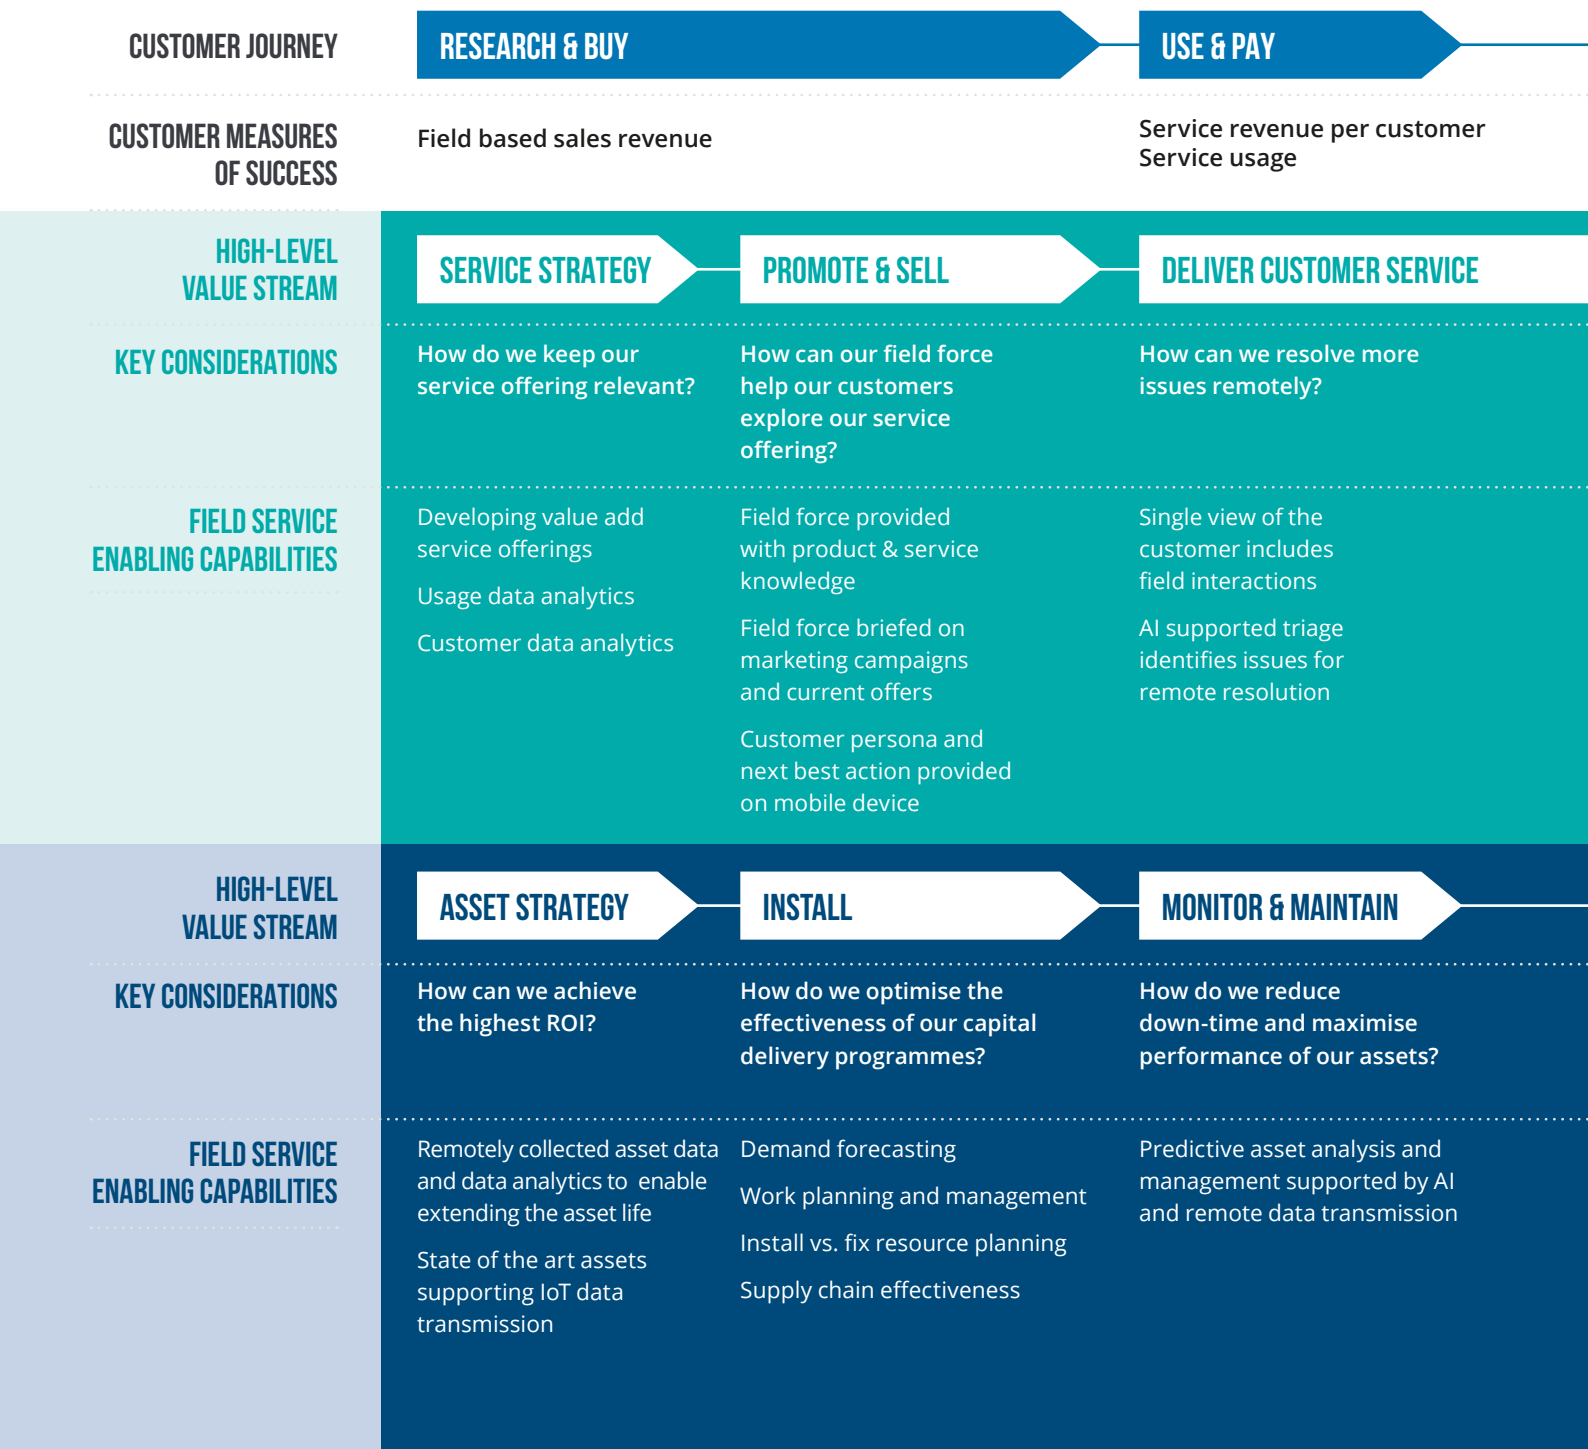 CUSTOMER JOURNEY
RESEARCH & BUY
USE & PAY
CUSTOMER MEASURES
OF SUCCESS
Field based sales revenue
Service revenue per customer
Service usage
HIGH-LEVEL
VALUE STREAM
SERVICE STRATEGY
PROMOTE & SELL
DELIVER CUSTOMER SERVICE
KEY CONSIDERATIONS
How do we keep our
service offering relevant?
How can our field force
help our customers
explore our service
offering?
How can we resolve more
issues remotely?
FIELD SERVICE
ENABLING CAPABILITIES
Developing value add
service offerings
Usage data analytics
Customer data analytics
Field force provided
with product & service
knowledge
Field force briefed on
marketing campaigns
and current offers
Customer persona and
next best action provided
on mobile device
Single view of the
customer includes
field interactions
AI supported triage
identifies issues for
remote resolution
HIGH-LEVEL
VALUE STREAM
ASSET STRATEGY
INSTALL
MONITOR & MAINTAIN
KEY CONSIDERATIONS
How can we achieve
the highest ROI?
How do we optimise the
effectiveness of our capital
delivery programmes?
How do we reduce
down-time and maximise
performance of our assets?
FIELD SERVICE
ENABLING CAPABILITIES
Remotely collected asset data
and data analytics to enable
extending the asset life
State of the art assets
supporting IoT data
transmission
Demand forecasting
Work planning and management
Install vs. fix resource planning
Supply chain effectiveness
Predictive asset analysis and
management supported by AI
and remote data transmission